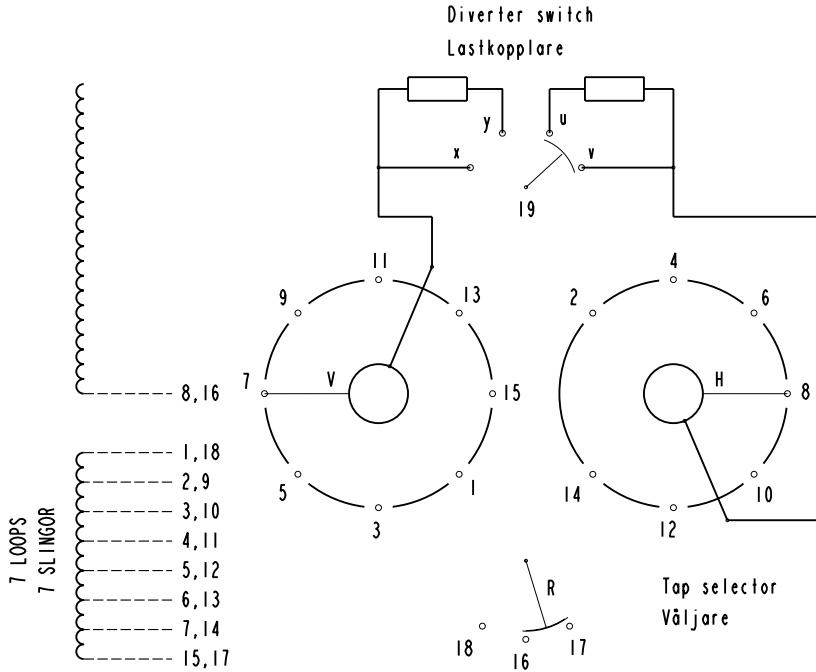 Diverter switch
Lastkopplare
y
u
x
v
19
11
4
9
13
2
6
8,16
7
V
15
H
8
1,18
2,9
5
1
14
10
3,10
3
12
4,11
7 LOOPS
7 SLINGOR
5,12
6,13
R
Tap selector
7,14
Väljare
18
16
17
15,17